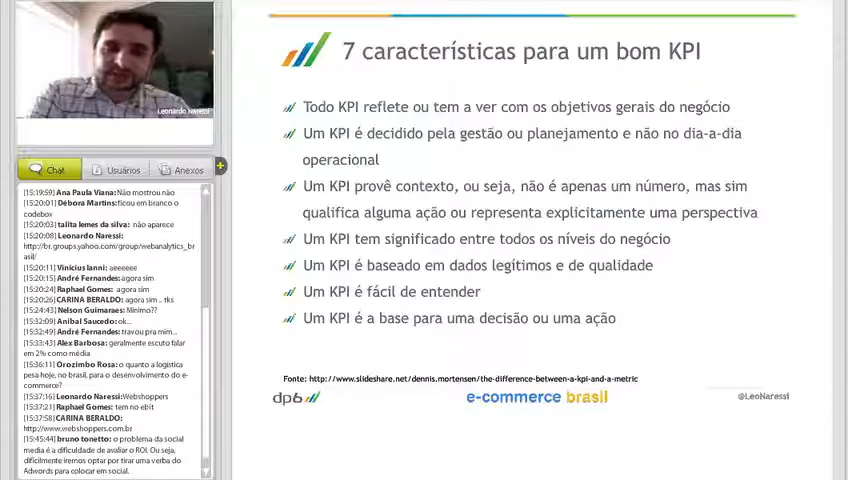 Leonardo Naressi
Chat
Usuários
Anexos
[15:19:59] Ana Paula Viana: Não mostrou não
[15:20:01] Débora Martins: ficou em branco o
codebox
[15:20:03] talita lemes da silva: não aparece
[15:20:08] Leonardo Naressi:
http://br.groups.yahoo.com/group/webanalytics_br
asil/
[15:20:11] Vinicius Ianni: aeeeeee
[15:20:15] André Fernandes: agora sim
[15:20:24] Raphael Gomes: agora sim
[15:20:26] CARINA BERALDO: agora sim .. tks
[15:24:43] Nelson Guimaraes: Mínimo??
[15:32:09] Anibal Saucedo: ok...
[15:32:49] André Fernandes: travou pra mim...
[15:33:43] Alex Barbosa: geralmente escuto falar
em 2% como média
[15:36:11] Orozimbo Rosa: o quanto a logística
pesa hoje, no brasil, para o desenvolvimento do e-
commerce?
[15:37:16] Leonardo Naressi: Webshoppers
[15:37:21] Raphael Gomes: tem no ebit
[15:37:58] CARINA BERALDO:
http://www.webshoppers.com.br
[15:45:44] bruno tonetto: o problema da social
media é a dificuldade de avaliar o ROI. Ou seja,
dificilmente iremos optar por tirar uma verba do
Adwords para colocar em social.
7 características para um bom KPI
Todo KPI reflete ou tem a ver com os objetivos gerais do negócio
Um KPI é decidido pela gestão ou planejamento e não no dia-a-dia
operacional
Um KPI provê contexto, ou seja, não é apenas um número, mas sim
qualifica alguma ação ou representa explicitamente uma perspectiva
Um KPI tem significado entre todos os níveis do negócio
Um KPI é baseado em dados legítimos e de qualidade
Um KPI é fácil de entender
Um KPI é a base para uma decisão ou uma ação
Fonte: http://www.slideshare.net/dennis.mortensen/the-difference-between-a-kpi-and-a-metric
dp6
e-commerce brasil
@LeoNaressi